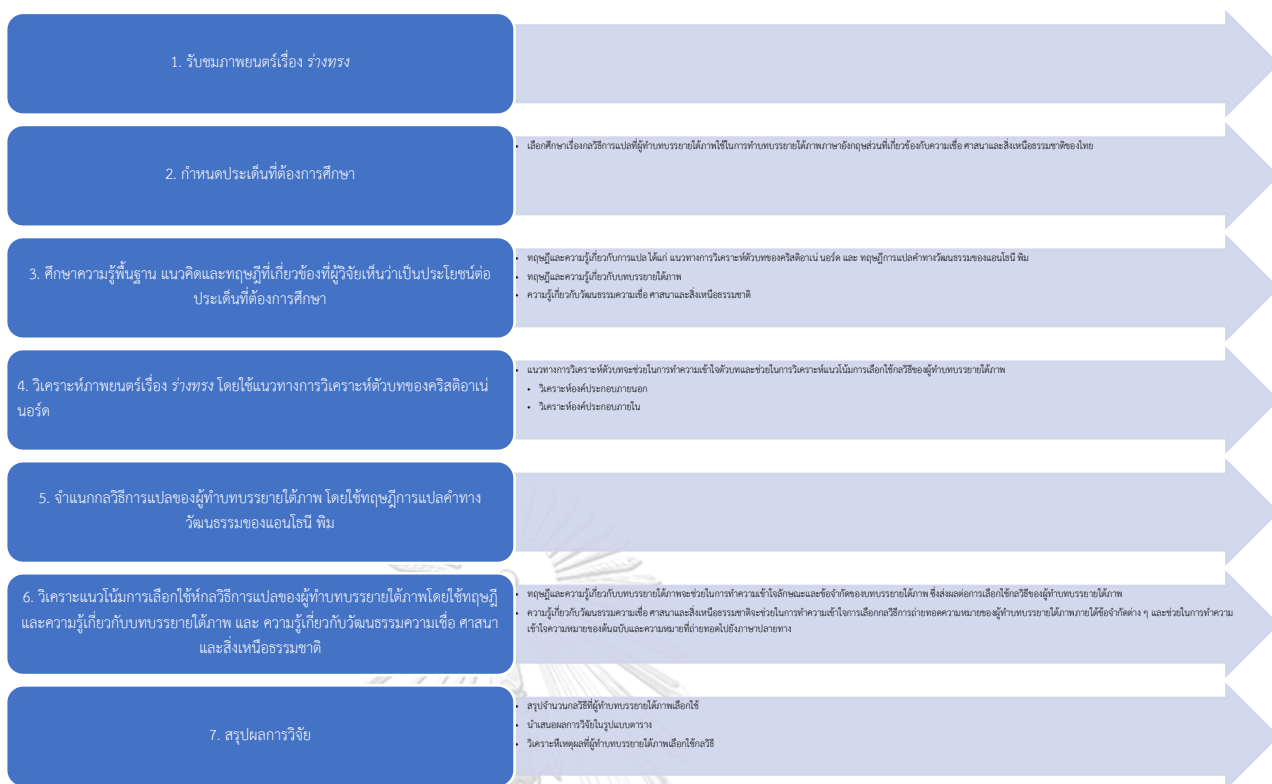 1. รับชมภาพยนตร์เรื่อง ร่างทรง
2. กำหนดประเด็นที่ต้องการศึกษา
• เลือกศึกษาเรื่องกลวิธีการแปลที่ผู้ทำบทบรรยายใต้ภาพใช้ในการทำบทบรรยายใต้ภาพภาษาอังกฤษส่วนที่เกี่ยวข้องกับความเชื่อ ศาสนาและสิ่งเหนือธรรมชาติของไทย
3. ศึกษาความรู้พื้นฐาน แนวคิดและทฤษฎีที่เกี่ยวข้องที่ผู้วิจัยเห็นว่าเป็นประโยชน์ต่อ
ประเด็นที่ต้องการศึกษา
• ทฤษฎีและความรู้เกี่ยวกับการแปล ได้แก่ แนวทางการวิเคราะห์ตัวบทของคริสติอาเน่ นอร์ด และ ทฤษฎีการแปลคำทางวัฒนธรรมของแอนโธนี พิม
• ทฤษฎีและความรู้เกี่ยวกับบทบรรยายใต้ภาพ
• ความรู้เกี่ยวกับวัฒนธรรมความเชื่อ ศาสนาและสิ่งเหนือธรรมชาติ
4. วิเคราะห์ภาพยนตร์เรื่อง ร่างทรง โดยใช้แนวทางการวิเคราะห์ตัวบทของคริสติอาเน่
นอร์ด
• แนวทางการวิเคราะห์ตัวบทจะช่วยในการทำความเข้าใจตัวบทและช่วยในการวิเคราะห์แนวโน้มการเลือกใช้กลวิธีของผู้ทำบทบรรยายใต้ภาพ
• วิเคราะห์องค์ประกอบภายนอก
• วิเคราะห์องค์ประกอบภายใน
5. จำแนกกลวิธีการแปลของผู้ทำบทบรรยายใต้ภาพ โดยใช้ทฤษฎีการแปลคำทาง
วัฒนธรรมของแอนโธนี พิม
6. วิเคราะแนวโน้มการเลือกใช้ห์กลวิธีการแปลของผู้ทำบทบรรยายใต้ภาพโดยใช้ทฤษฎี
และความรู้เกี่ยวกับบทบรรยายใต้ภาพ และ ความรู้เกี่ยวกับวัฒนธรรมความเชื่อ ศาสนา
และสิ่งเหนือธรรมชาติ
• ทฤษฎีและความรู้เกี่ยวกับบทบรรยายใต้ภาพจะช่วยในการทำความเข้าใจลักษณะและข้อจำกัดของบทบรรยายใต้ภาพ ซึ่งส่งผลต่อการเลือกใช้กลวิธีของผู้ทำบทบรรยายใต้ภาพ
• ความรู้เกี่ยวกับวัฒนธรรมความเชื่อ ศาสนาและสิ่งเหนือธรรมชาติจะช่วยในการทำความเข้าใจการเลือกกลวิธีการถ่ายทอดความหมายของผู้ทำบทบรรยายใต้ภาพภายใต้ข้อจำกัดต่าง ๆ และช่วยในการทำความ
เข้าใจความหมายของต้นฉบับและความหมายที่ถ่ายทอดไปยังภาษาปลายทาง
7. สรุปผลการวิจัย
• สรุปจำนวนกลวิธีที่ผู้ทำบทบรรยายใต้ภาพเลือกใช้
• นำเสนอผลการวิจัยในรูปแบบตาราง
• วิเคราะห์เหตุผลที่ผู้ทำบทบรรยายใต้ภาพเลือกใช้กลวิธี